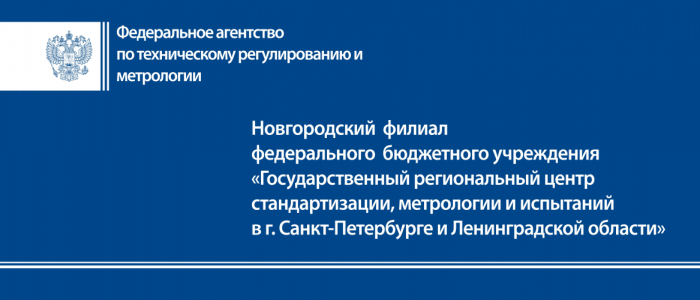 Федеральное агентство
по техническому регулированию и
метрологии
Новгородский филиал
федерального бюджетного учреждения
«Государственный региональный центр
стандартизации, метрологии и испытаний
в г. Санкт-Петербурге и Ленинградской области»